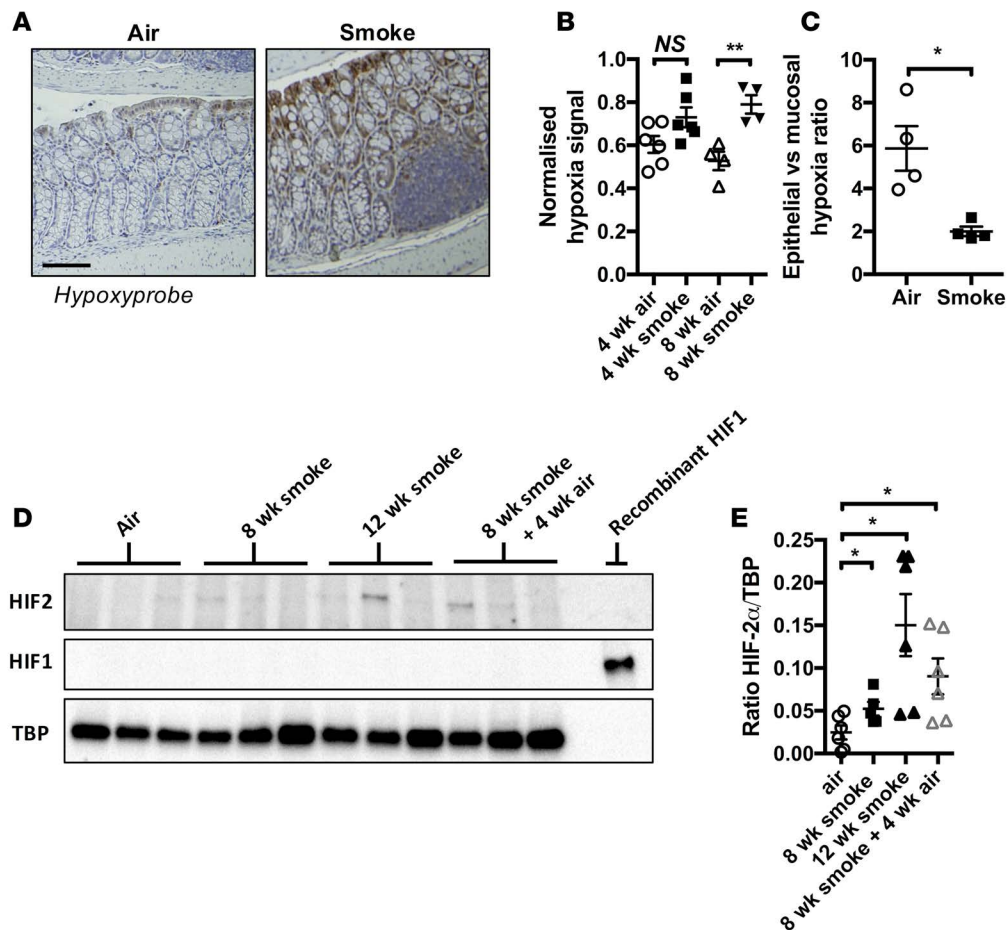 A
Air
Smoke
Hypoxyprobe
B
Normalised
hypoxia signal
1.0
0.8
0.6
0.4
0.2
0.0
NS
**
4 wk air
4 wk smoke
8 wk air
8 wk smoke
C
Epithelial vs mucosal
hypoxia ratio
10
8
6
4
2
0
*
Air
Smoke
D
Air
8 wk smoke
12 wk smoke
8 wk smoke
+ 4 wk air
Recombinant HIF1
HIF2
HIF1
TBP
E
Ratio HIF-2α/TBP
0.25
0.20
0.15
0.10
0.05
0.00
*
*
*
air
8 wk smoke
12 wk smoke
8 wk smoke + 4 wk air